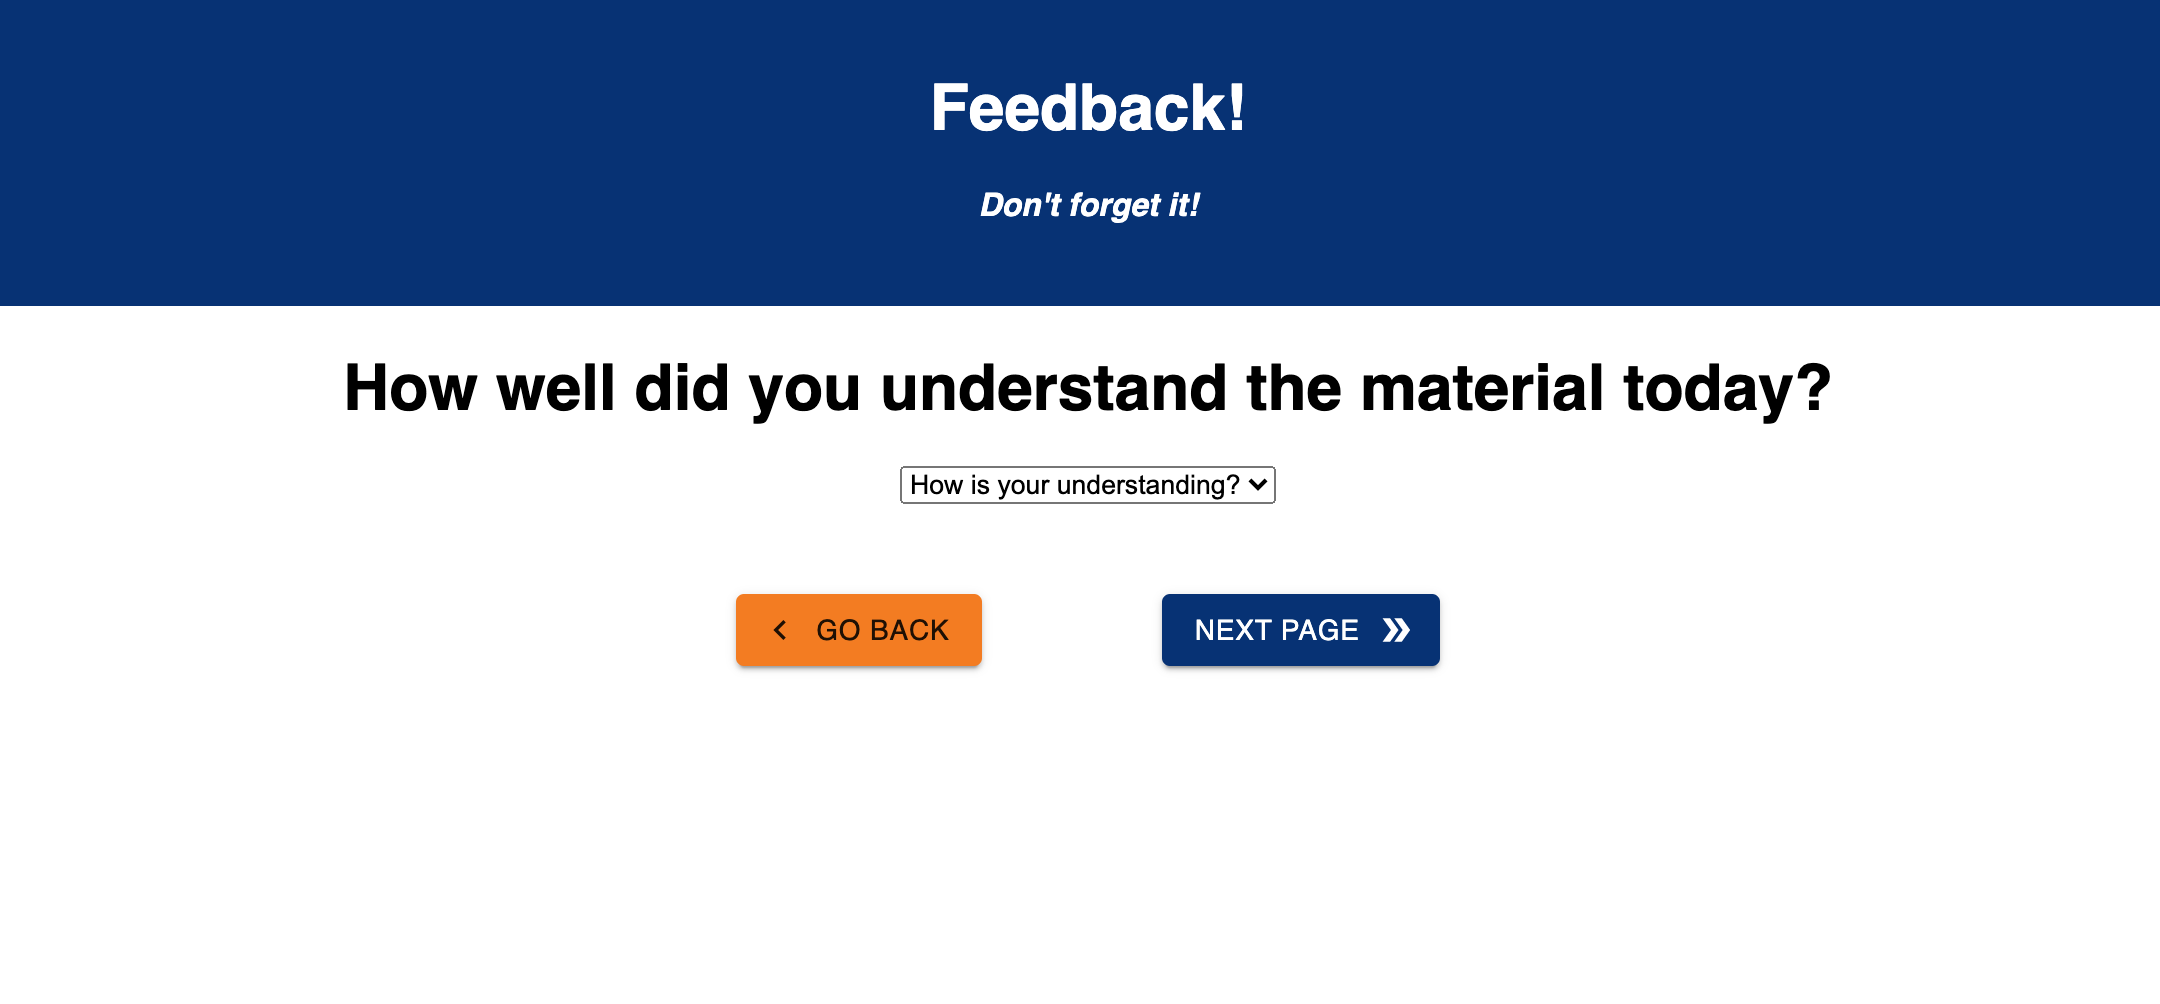 Feedback!
Don't forget it!
How well did you understand the material today?
How is your understanding?
GO BACK
NEXT PAGE